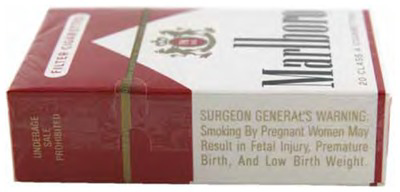 FILTER CIGARETTES
Marlboro
20 CLASS A CIGARETTES
UNDERAGE
SALE
PROHIBITED
SURGEON GENERAL'S WARNING:
Smoking By Pregnant Women May
Result in Fetal Injury, Premature
Birth, And Low Birth Weight.